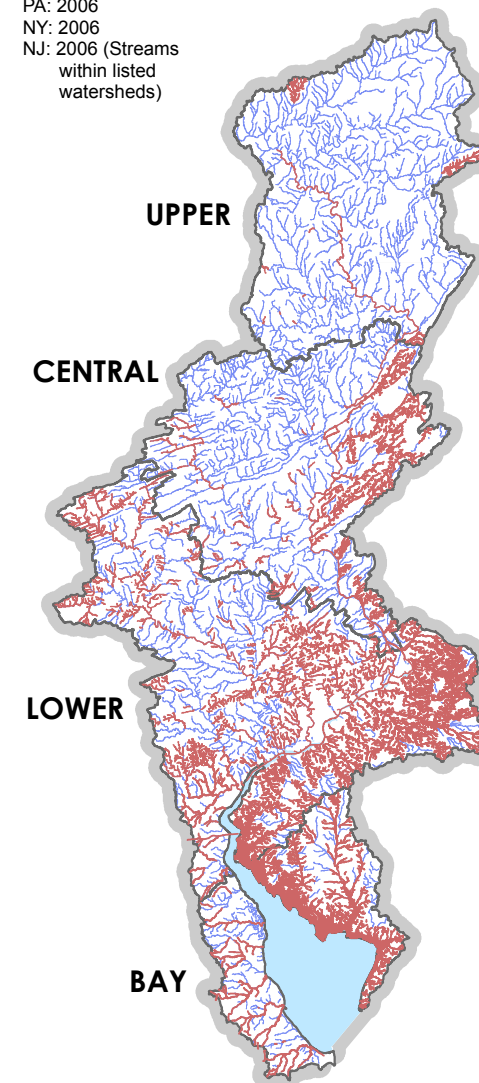 PA: 2006
NY: 2006
NJ: 2006 (Streams
within listed
watersheds)
UPPER
CENTRAL
LOWER
BAY